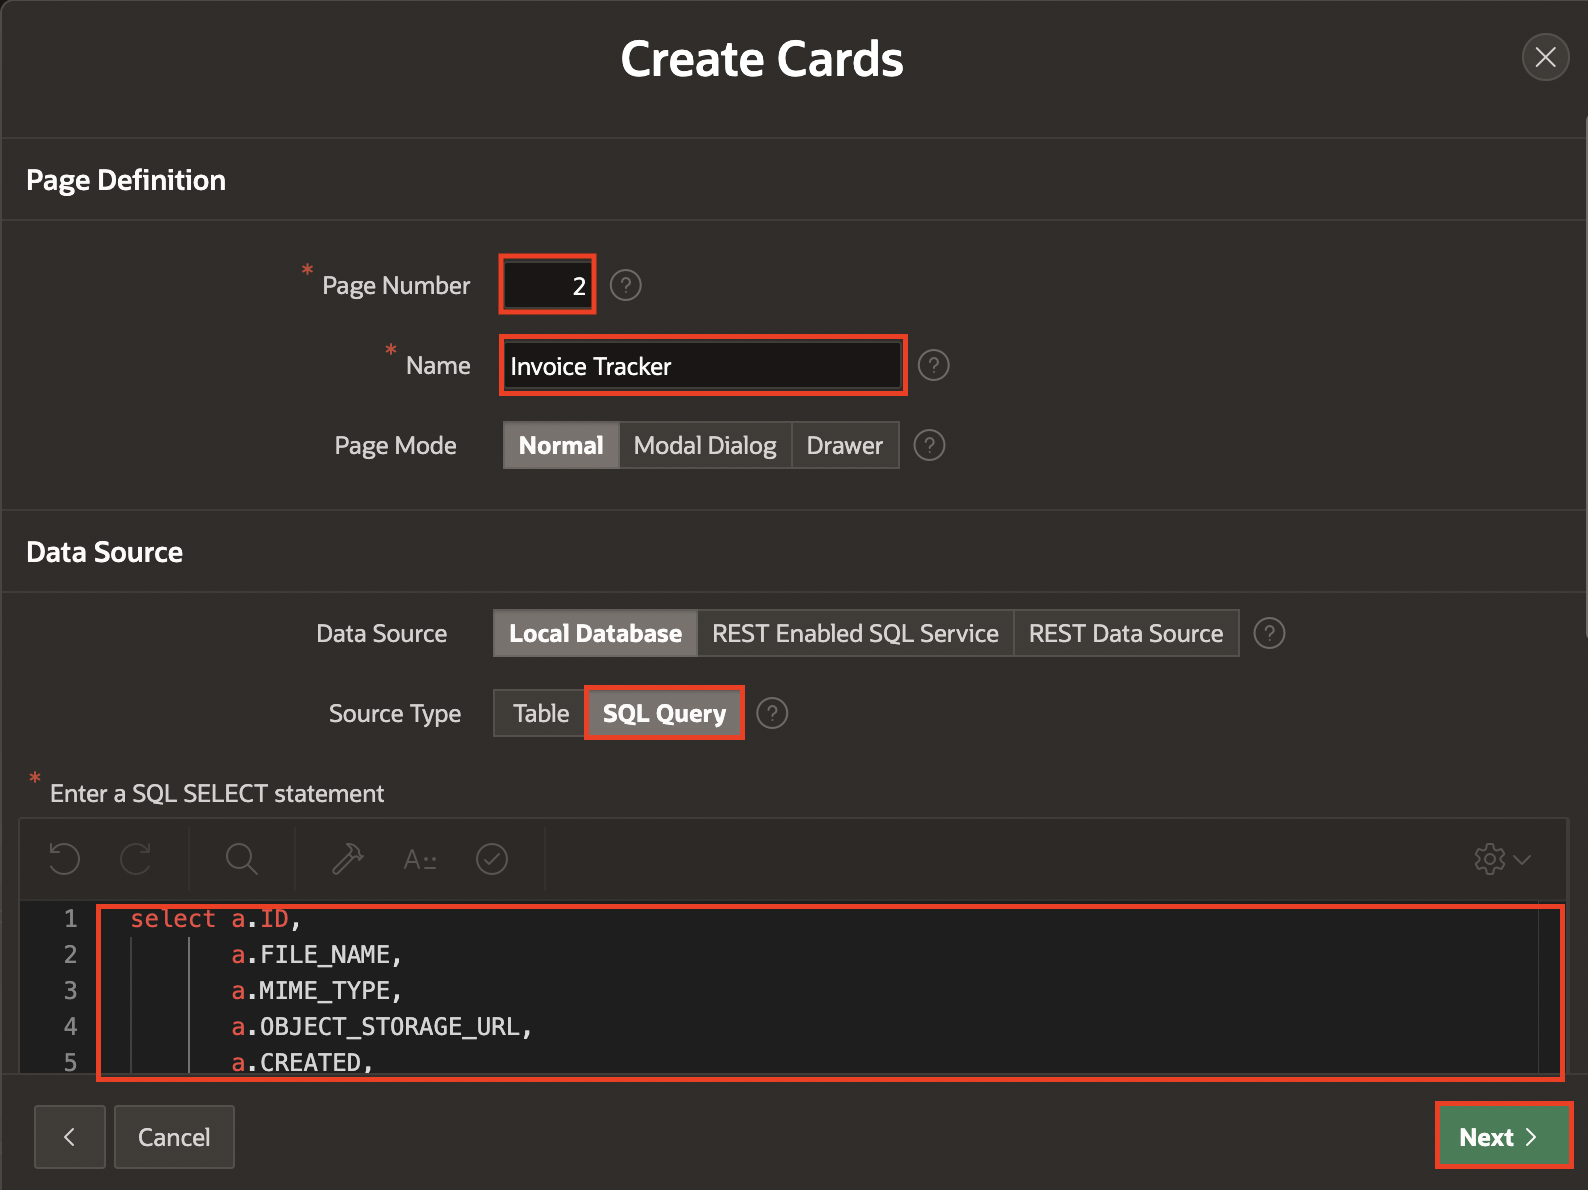 Create Cards
Page Definition
* Page Number 2 ?
* Name Invoice Tracker ?
Page Mode Normal Modal Dialog Drawer ?
Data Source
Data Source Local Database REST Enabled SQL Service REST Data Source ?
Source Type Table SQL Query ?
* Enter a SQL SELECT statement
A
1 select a.ID,
2 a.FILE_NAME,
3 a.MIME_TYPE,
4 a.OBJECT_STORAGE_URL,
5 a.CREATED,
Cancel Next